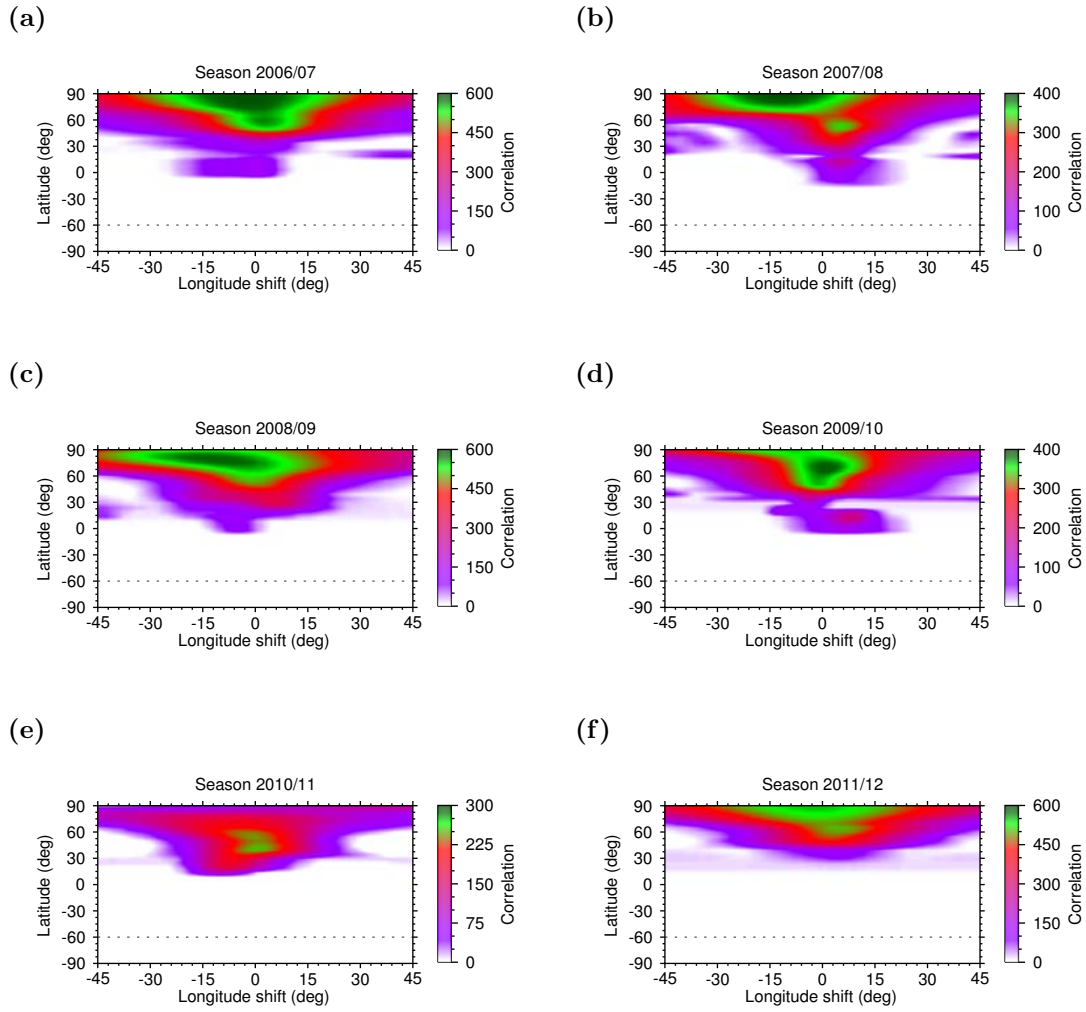 (a)
Season 2006/07
90
60
30
0
-30
-60
-90
Latitude (deg)
-45 -30 -15 0 15 30 45
Longitude shift (deg)
600
450
300
150
0
Correlation
(b)
Season 2007/08
90
60
30
0
-30
-60
-90
Latitude (deg)
-45 -30 -15 0 15 30 45
Longitude shift (deg)
400
300
200
100
0
Correlation
(c)
Season 2008/09
90
60
30
0
-30
-60
-90
Latitude (deg)
-45 -30 -15 0 15 30 45
Longitude shift (deg)
600
450
300
150
0
Correlation
(d)
Season 2009/10
90
60
30
0
-30
-60
-90
Latitude (deg)
-45 -30 -15 0 15 30 45
Longitude shift (deg)
400
300
200
100
0
Correlation
(e)
Season 2010/11
90
60
30
0
-30
-60
-90
Latitude (deg)
-45 -30 -15 0 15 30 45
Longitude shift (deg)
300
225
150
75
0
Correlation
(f)
Season 2011/12
90
60
30
0
-30
-60
-90
Latitude (deg)
-45 -30 -15 0 15 30 45
Longitude shift (deg)
600
450
300
150
0
Correlation